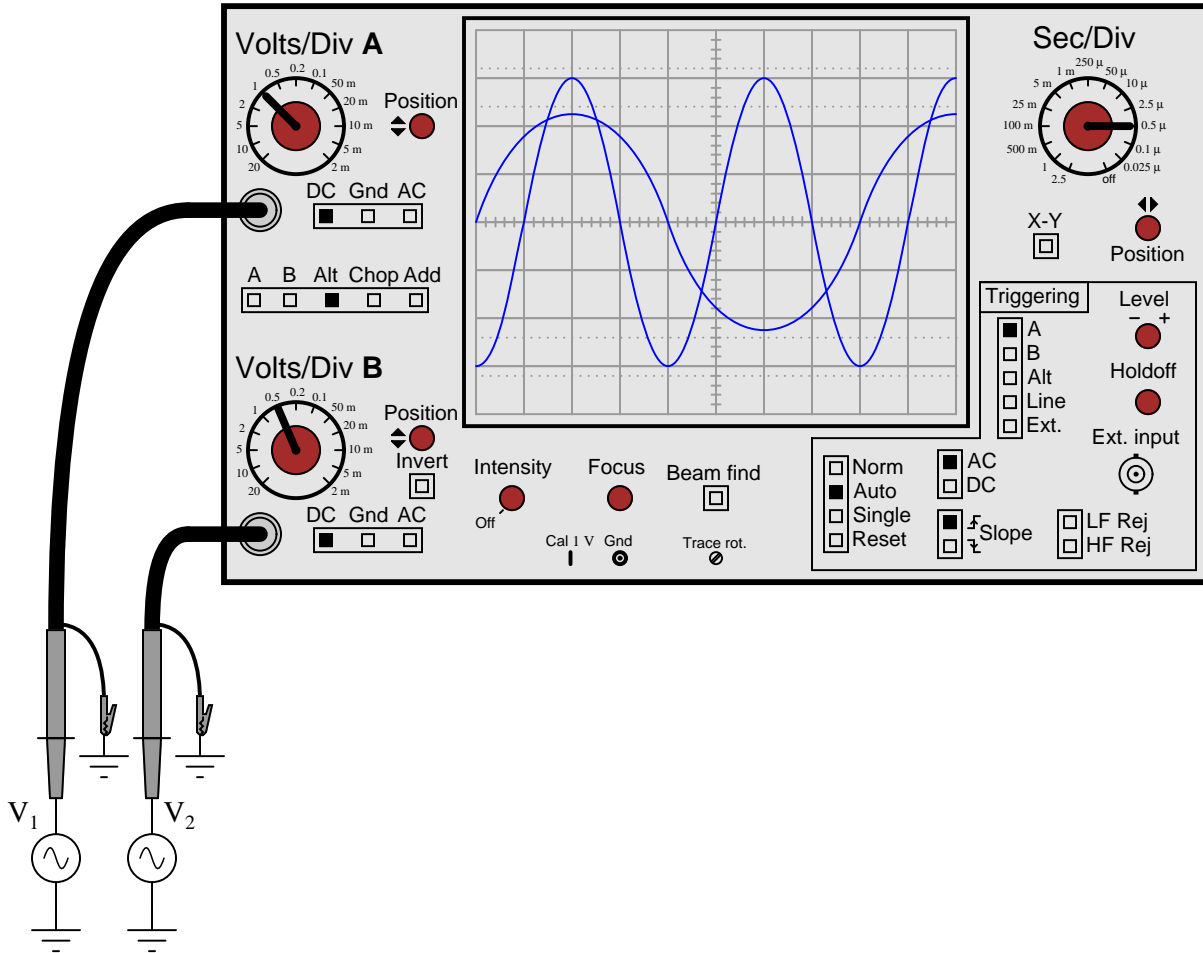 Volts/Div A
0.5 0.2 0.1
1 50 m
2 20 m
5 10 m
10 5 m
20 2 m
Position
DC Gnd AC
A B Alt Chop Add
Volts/Div B
0.5 0.2 0.1
1 50 m
2 20 m
5 10 m
10 5 m
20 2 m
Position
Invert
DC Gnd AC
Intensity
Off
Focus
Beam find
Cal 1 V Gnd
Trace rot.
Sec/Div
250 µ
1 m 50 µ
5 m 10 µ
25 m 2.5 µ
100 m 0.5 µ
500 m 0.1 µ
1 0.025 µ
2.5 off
X-Y
Position
Triggering
A
B
Alt
Line
Ext.
Level
− +
Holdoff
Ext. input
Norm
Auto
Single
Reset
AC
DC
Slope
LF Rej
HF Rej
V1
V2